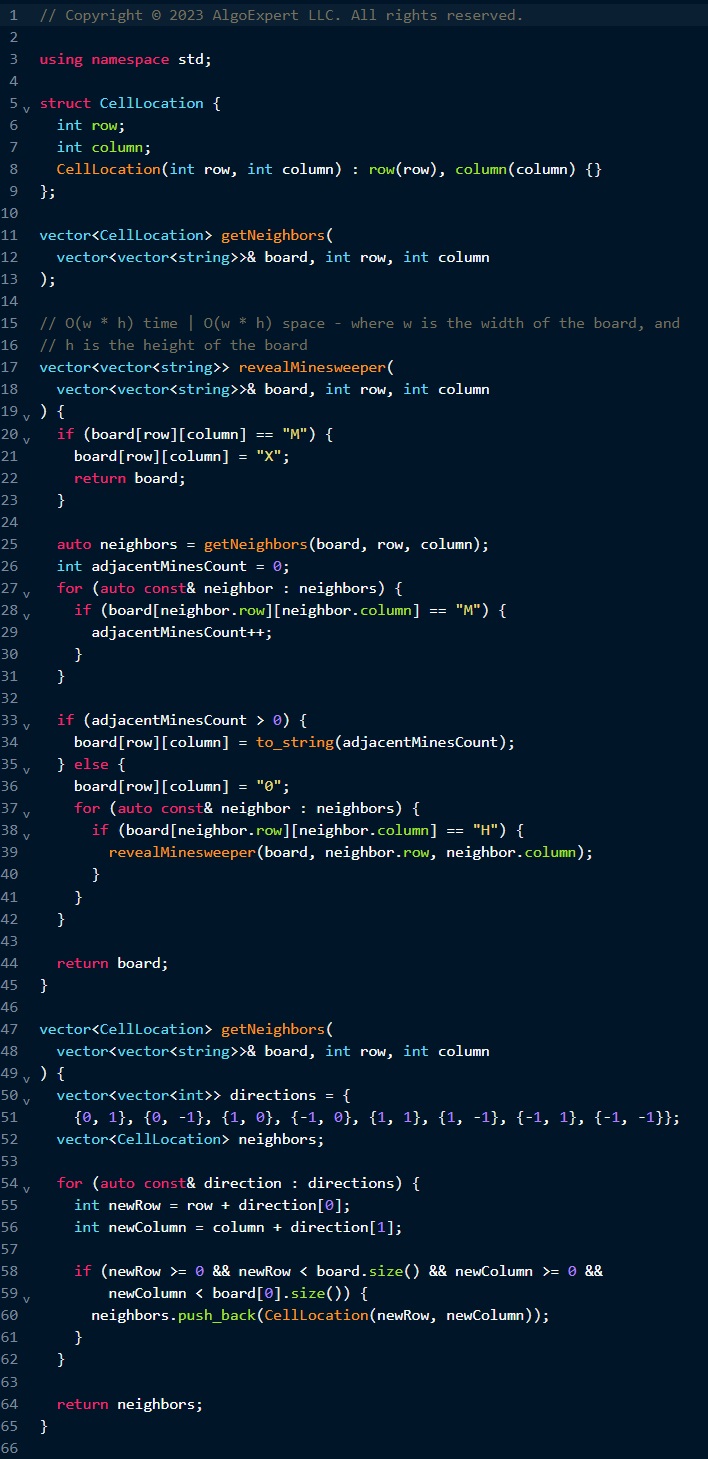 1 // Copyright © 2023 AlgoExpert LLC. All rights reserved.
2
3 using namespace std;
4
5 struct CellLocation {
6   int row;
7   int column;
8   CellLocation(int row, int column) : row(row), column(column) {}
9 };
10
11 vector<CellLocation> getNeighbors(
12   vector<vector<string>>& board, int row, int column
13 );
14
15 // O(w * h) time | O(w * h) space - where w is the width of the board, and
16 // h is the height of the board
17 vector<vector<string>> revealMinesweeper(
18   vector<vector<string>>& board, int row, int column
19 ) {
20   if (board[row][column] == "M") {
21     board[row][column] = "X";
22     return board;
23   }
24
25   auto neighbors = getNeighbors(board, row, column);
26   int adjacentMinesCount = 0;
27   for (auto const& neighbor : neighbors) {
28     if (board[neighbor.row][neighbor.column] == "M") {
29       adjacentMinesCount++;
30     }
31   }
32
33   if (adjacentMinesCount > 0) {
34     board[row][column] = to_string(adjacentMinesCount);
35   } else {
36     board[row][column] = "0";
37     for (auto const& neighbor : neighbors) {
38       if (board[neighbor.row][neighbor.column] == "H") {
39         revealMinesweeper(board, neighbor.row, neighbor.column);
40       }
41     }
42   }
43
44   return board;
45 }
46
47 vector<CellLocation> getNeighbors(
48   vector<vector<string>>& board, int row, int column
49 ) {
50   vector<vector<int>> directions = {
51     {0, 1}, {0, -1}, {1, 0}, {-1, 0}, {1, 1}, {1, -1}, {-1, 1}, {-1, -1}};
52   vector<CellLocation> neighbors;
53
54   for (auto const& direction : directions) {
55     int newRow = row + direction[0];
56     int newColumn = column + direction[1];
57
58     if (newRow >= 0 && newRow < board.size() && newColumn >= 0 &&
59         newColumn < board[0].size()) {
60       neighbors.push_back(CellLocation(newRow, newColumn));
61     }
62   }
63
64   return neighbors;
65 }
66